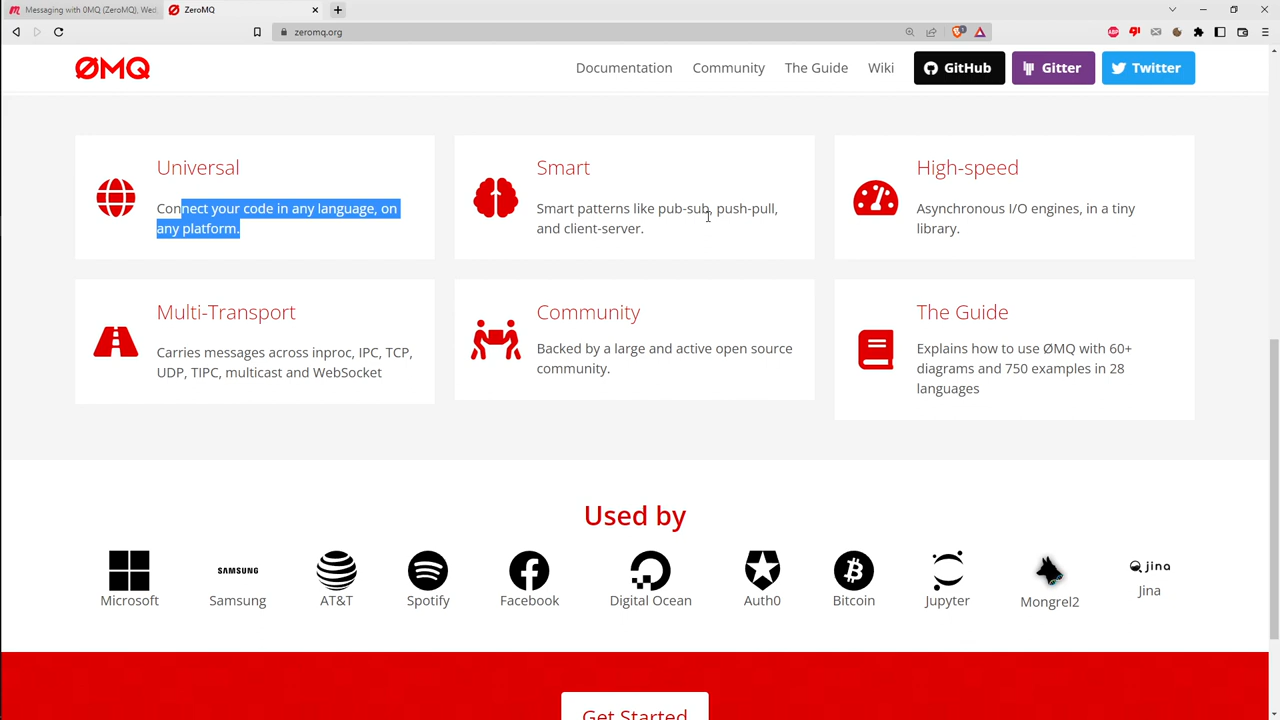 Messaging with 0MQ (ZeroMQ), Wed,
ZeroMQ
zeromq.org
ØMQ
Documentation
Community
The Guide
Wiki
GitHub
Gitter
Twitter
Universal
Connect your code in any language, on
any platform.
Smart
Smart patterns like pub-sub, push-pull,
and client-server.
High-speed
Asynchronous I/O engines, in a tiny
library.
Multi-Transport
Carries messages across inproc, IPC, TCP,
UDP, TIPC, multicast and WebSocket
Community
Backed by a large and active open source
community.
The Guide
Explains how to use ØMQ with 60+
diagrams and 750 examples in 28
languages
Used by
SAMSUNG
jina
Microsoft
Samsung
AT&T
Spotify
Facebook
Digital Ocean
Auth0
Bitcoin
Jupyter
Mongrel2
Jina
Get Started